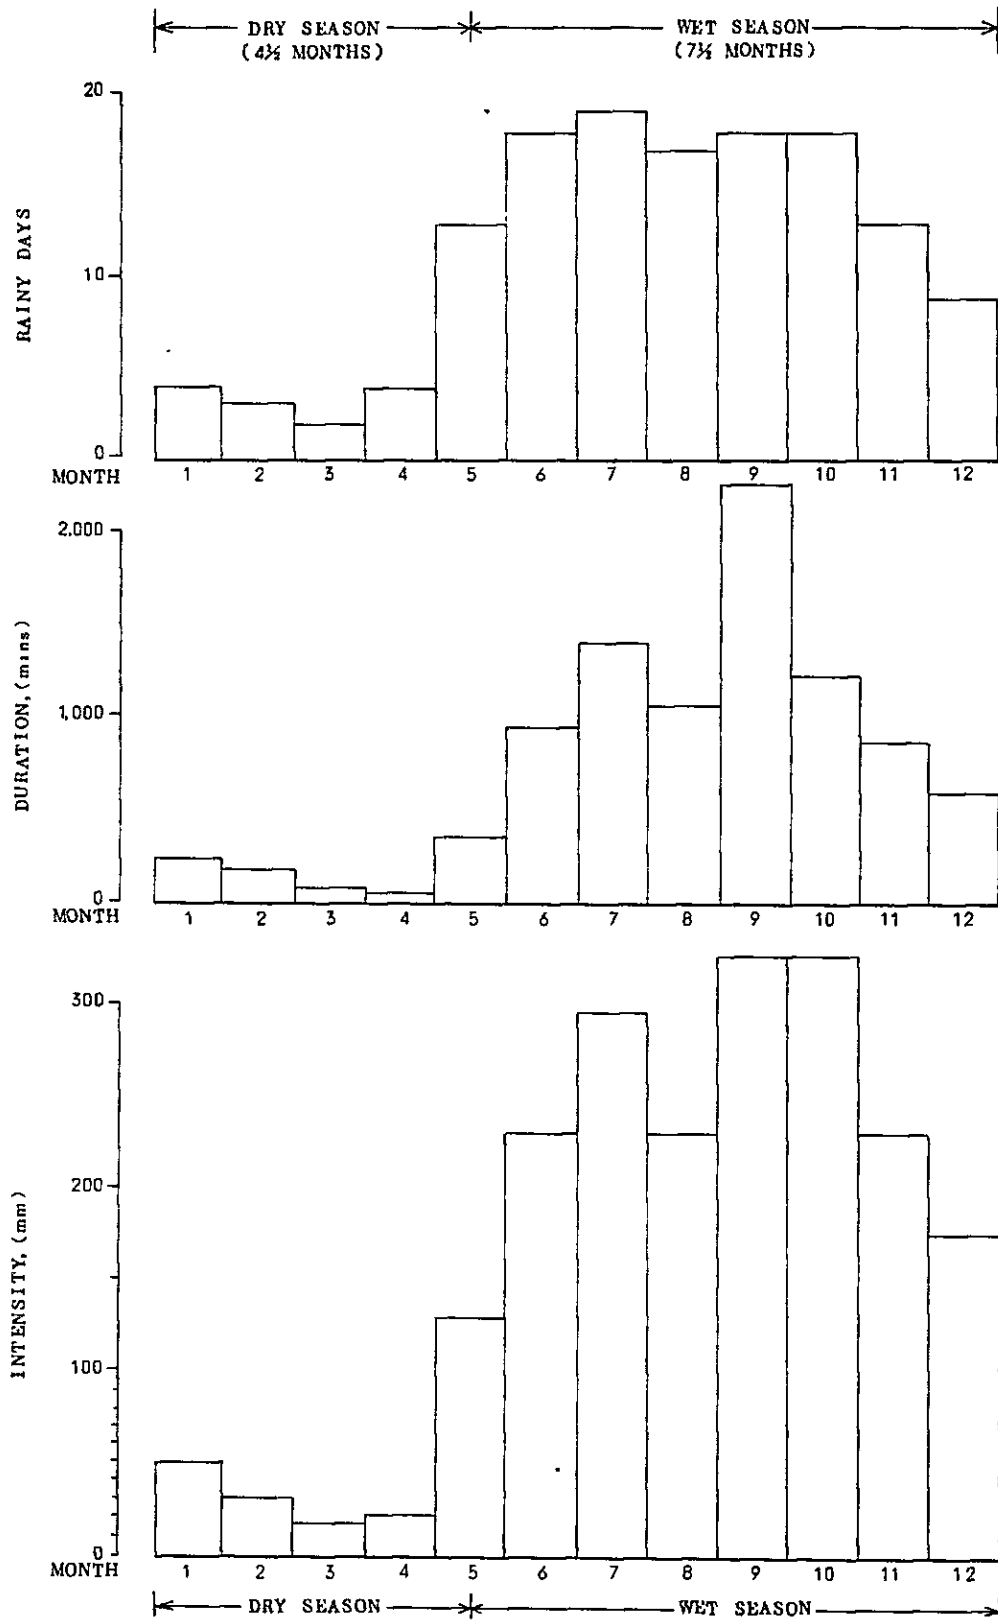 DRY SEASON
(4½ MONTHS)
WET SEASON
(7½ MONTHS)
RAINY DAYS
20
10
0
MONTH 1 2 3 4 5 6 7 8 9 10 11 12
DURATION, (mins)
2,000
1,000
0
MONTH 1 2 3 4 5 6 7 8 9 10 11 12
INTENSITY, (mm)
300
200
100
0
MONTH 1 2 3 4 5 6 7 8 9 10 11 12
DRY SEASON WET SEASON